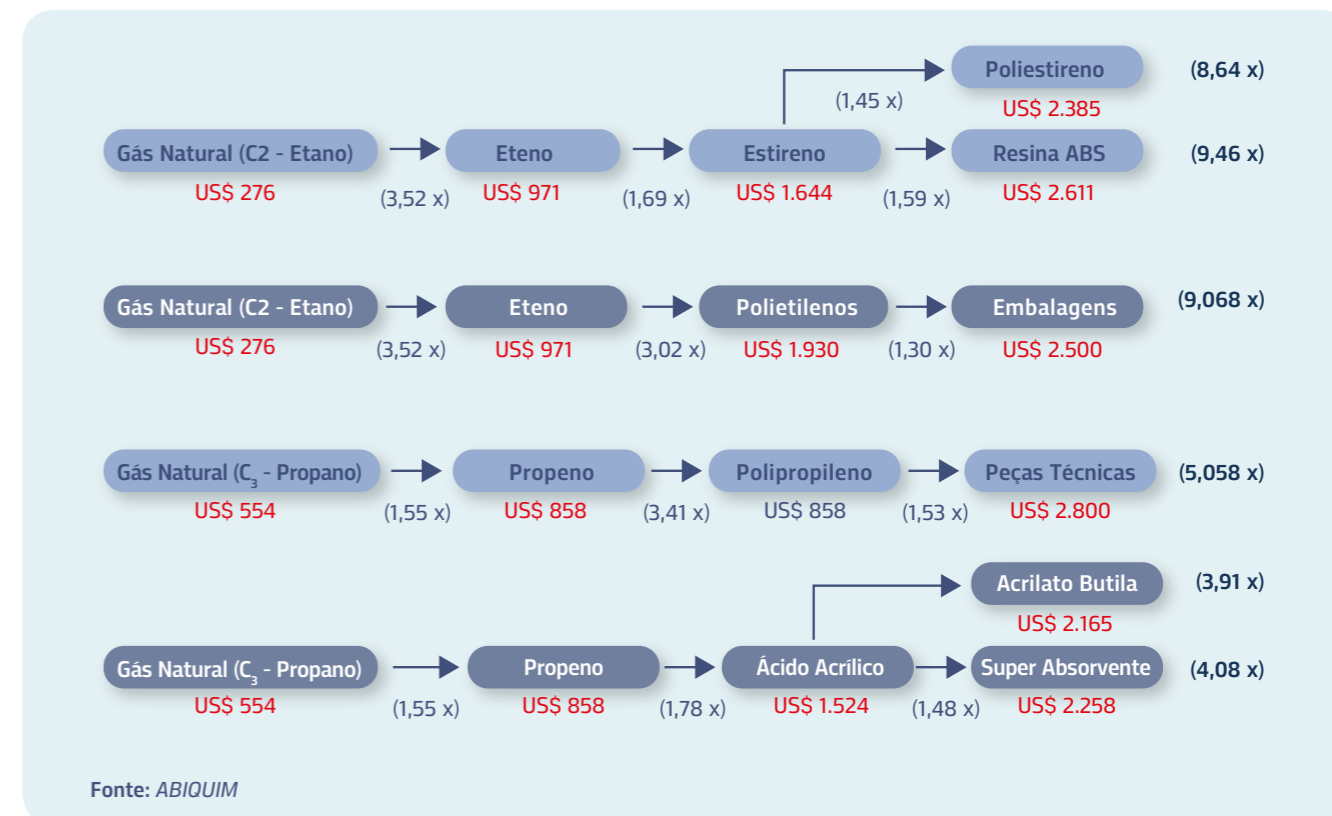 Poliestireno
(8,64 x)
(1,45 x)
US$ 2.385
Gás Natural (C2 - Etano)
Eteno
Estireno
Resina ABS
(9,46 x)
US$ 276
(3,52 x)
US$ 971
(1,69 x)
US$ 1.644
(1,59 x)
US$ 2.611
Gás Natural (C2 - Etano)
Eteno
Polietilenos
Embalagens
(9,068 x)
US$ 276
(3,52 x)
US$ 971
(3,02 x)
US$ 1.930
(1,30 x)
US$ 2.500
Gás Natural (C₃ - Propano)
Propeno
Polipropileno
Peças Técnicas
(5,058 x)
US$ 554
(1,55 x)
US$ 858
(3,41 x)
US$ 858
(1,53 x)
US$ 2.800
Acrilato Butila
(3,91 x)
US$ 2.165
Gás Natural (C₃ - Propano)
Propeno
Ácido Acrílico
Super Absorvente
(4,08 x)
US$ 554
(1,55 x)
US$ 858
(1,78 x)
US$ 1.524
(1,48 x)
US$ 2.258
Fonte: ABIQUIM